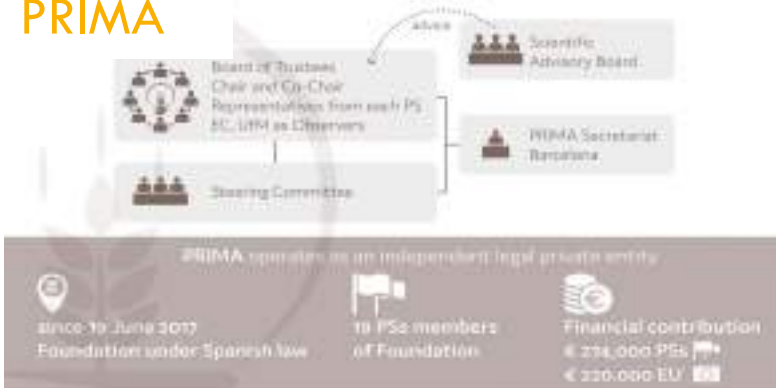 PRIMA
advice
Scientific
Advisory Board
Board of Trustees
Chair and Co-Chair
Representatives from each PS
EC, UfM as Observers
PRIMA Secretariat
Barcelona
Steering Committee
PRIMA operates as an independent legal private entity
since 19 June 2017
Foundation under Spanish law
19 PSs members
of Foundation
Financial contribution
€ 274,000 PSs
€ 220,000 EU